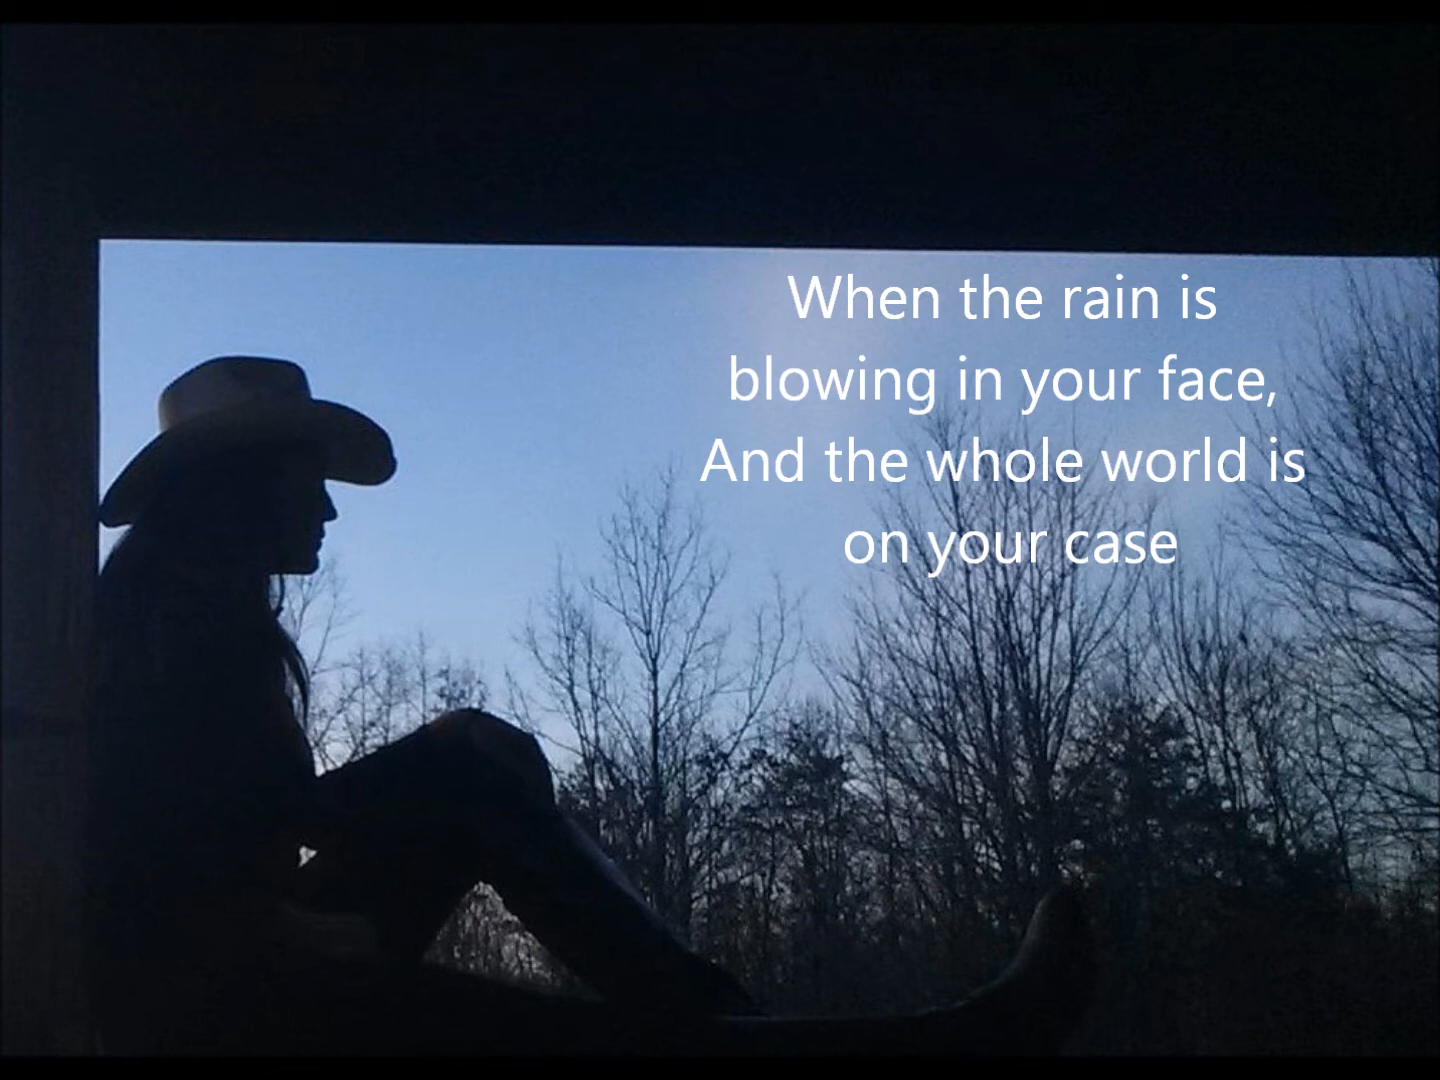 When the rain is
blowing in your face,
And the whole world is
on your case